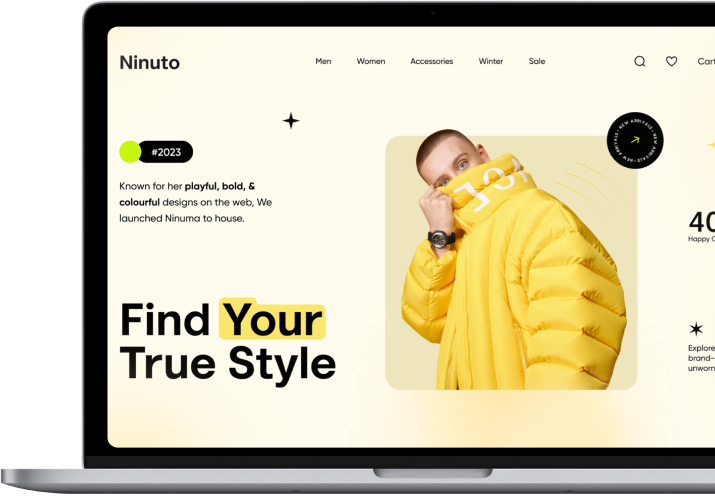 Ninuto
Men Women Accessories Winter Sale Cart
#2023
Known for her playful, bold, &
colourful designs on the web, We
launched Ninuma to house.
Find Your
True Style
NEW ARRIVALS • NEW ARRIVALS • NEW ARRIVALS •
40
Happy
Explore
brand-
unworn